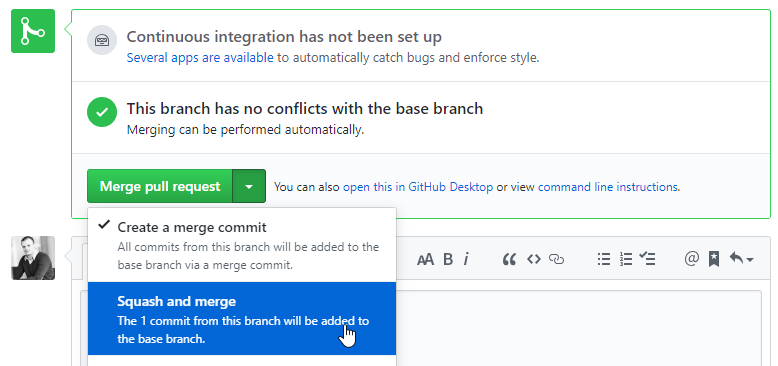 Continuous integration has not been set up
Several apps are available to automatically catch bugs and enforce style.
This branch has no conflicts with the base branch
Merging can be performed automatically.
Merge pull request
You can also open this in GitHub Desktop or view command line instructions.
Create a merge commit
All commits from this branch will be added to the
base branch via a merge commit.
AA B i
Squash and merge
The 1 commit from this branch will be added to
the base branch.